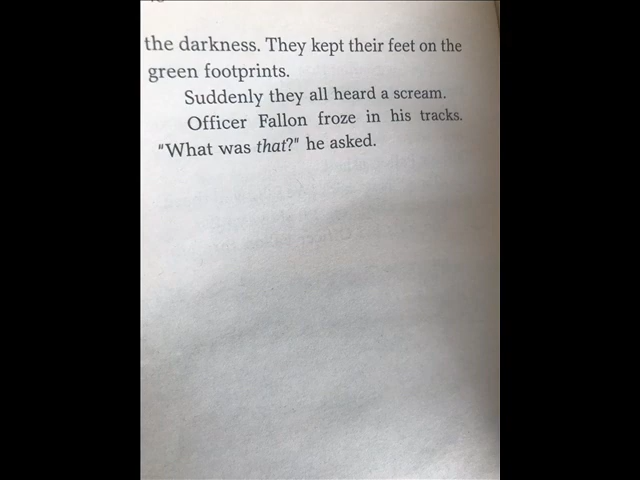 the darkness. They kept their feet on the
green footprints.
Suddenly they all heard a scream.
Officer Fallon froze in his tracks.
"What was that?" he asked.